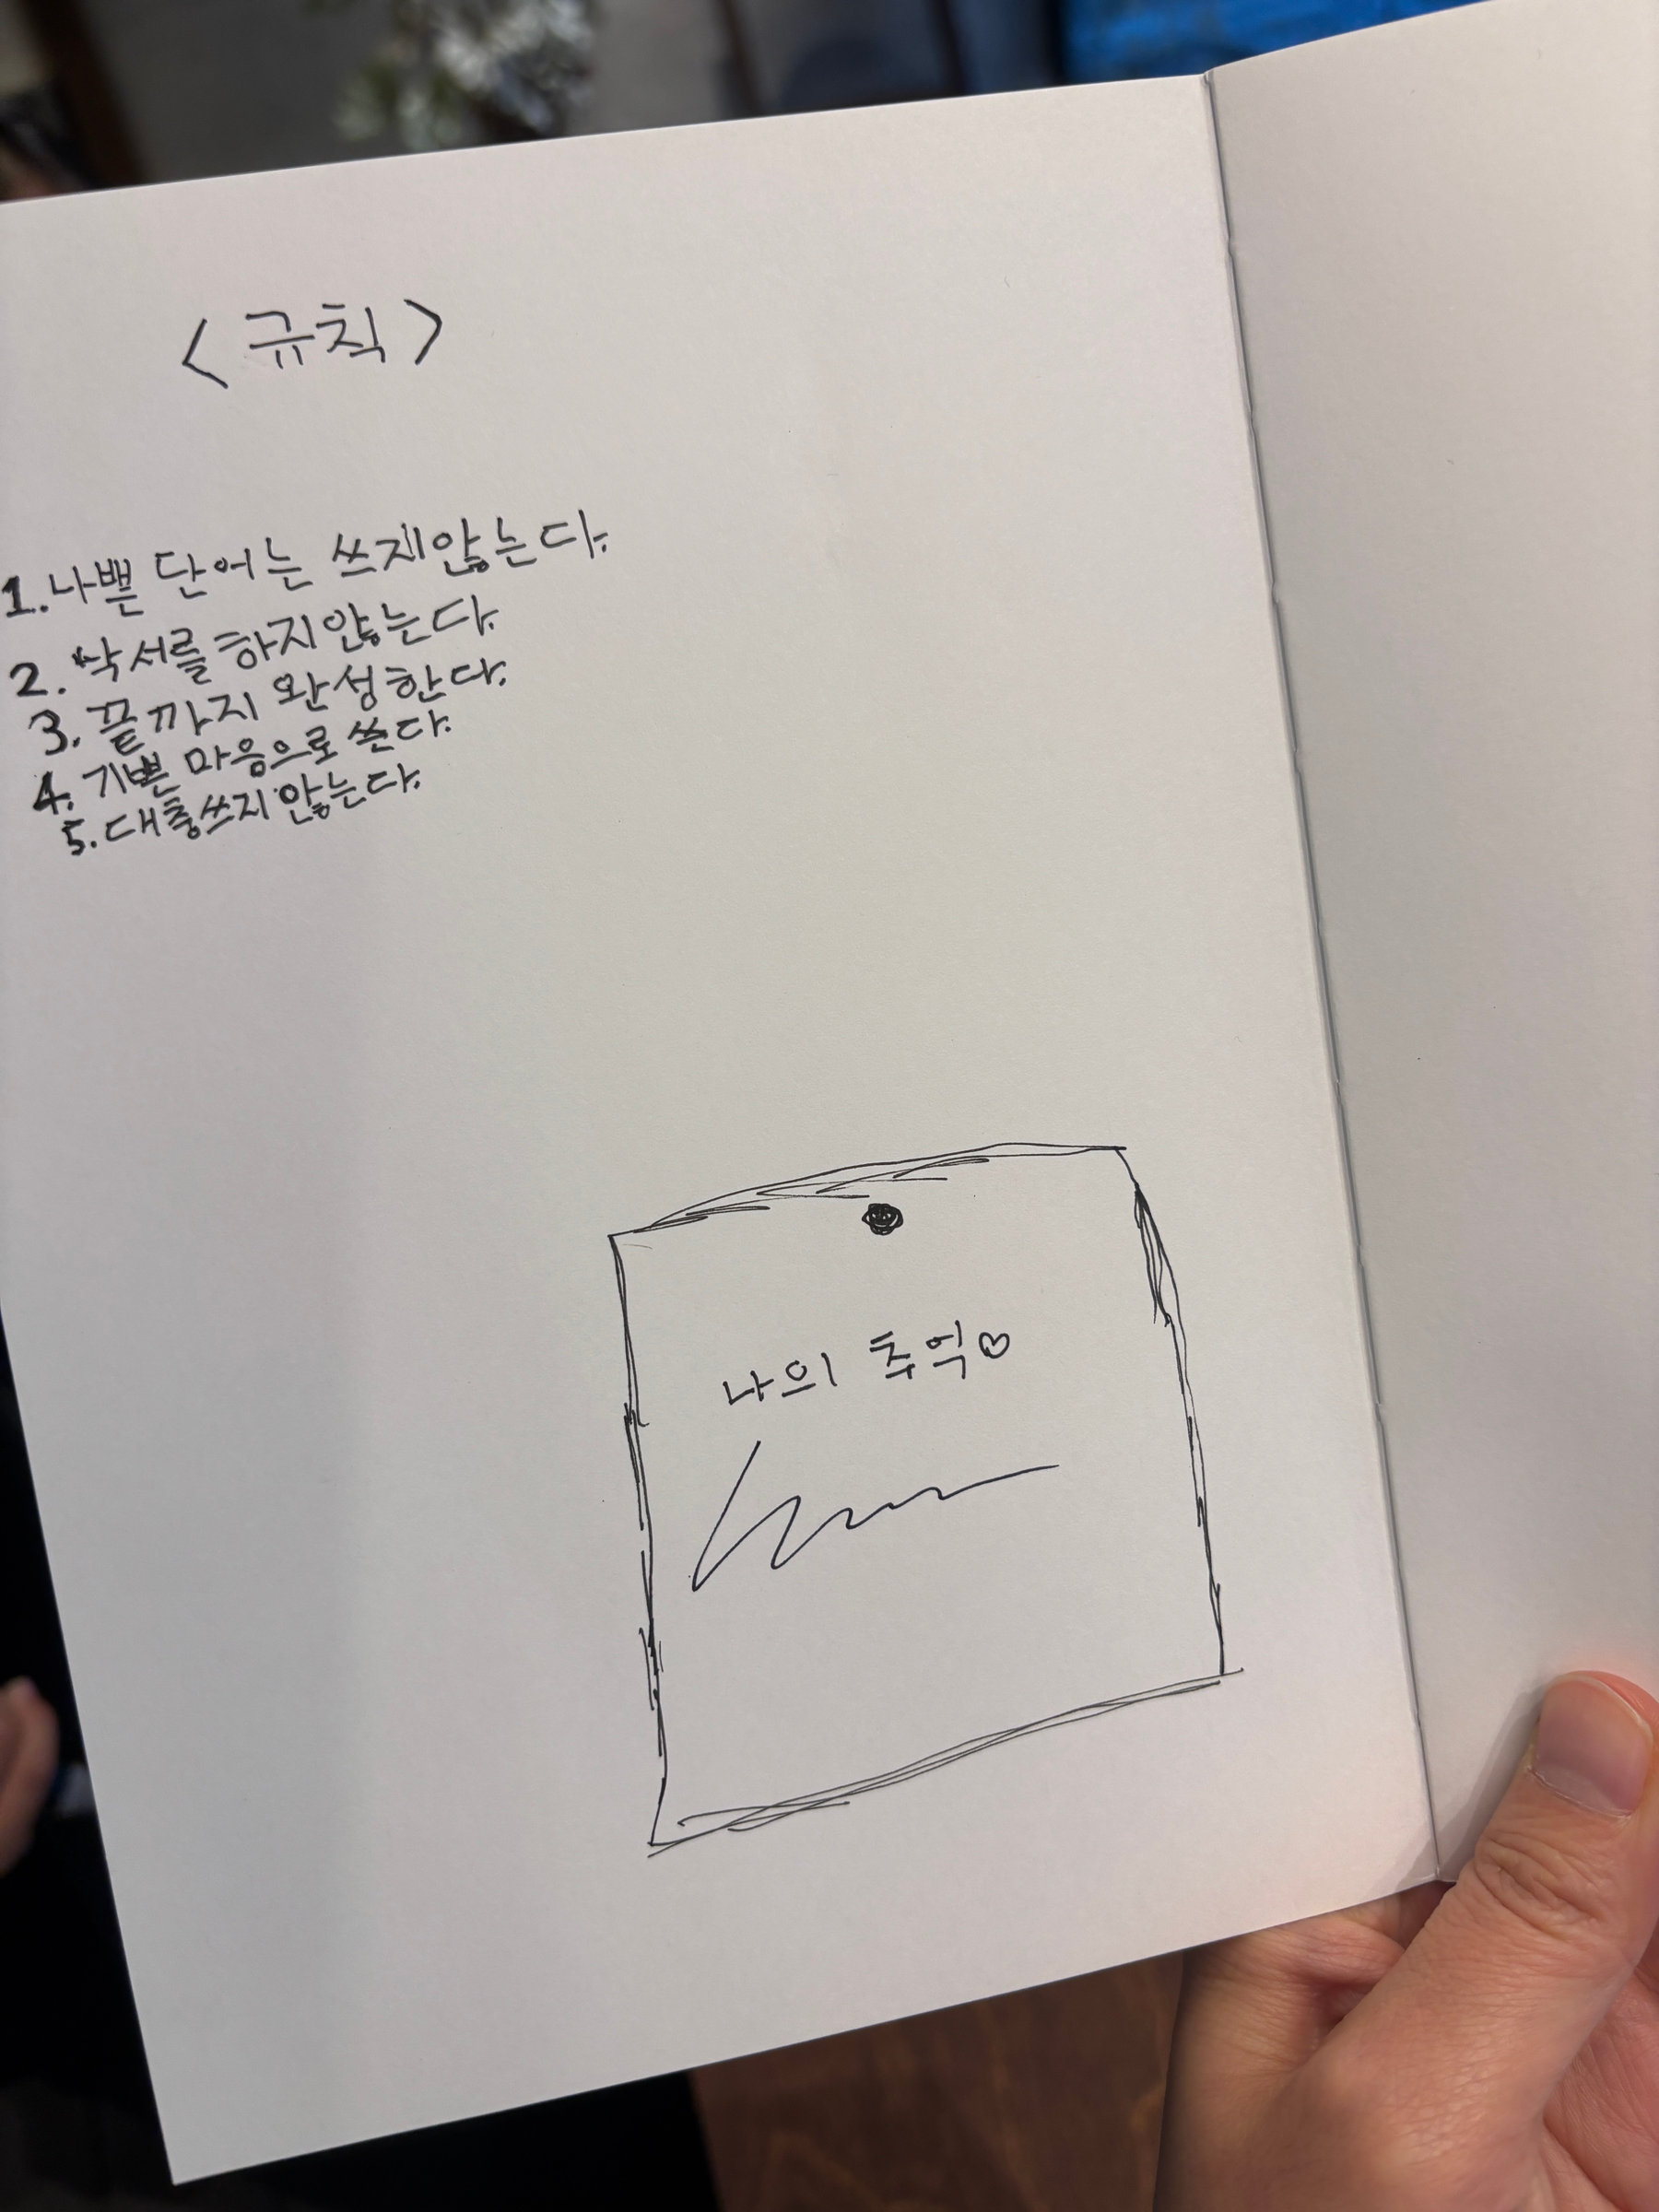 <규칙>
1. 나쁜 단어는 쓰지않는다.
2. 낙서를 하지않는다.
3. 끝까지 완성한다.
4. 기쁜 마음으로 쓴다.
5. 대충쓰지 않는다.
나의 추억♡